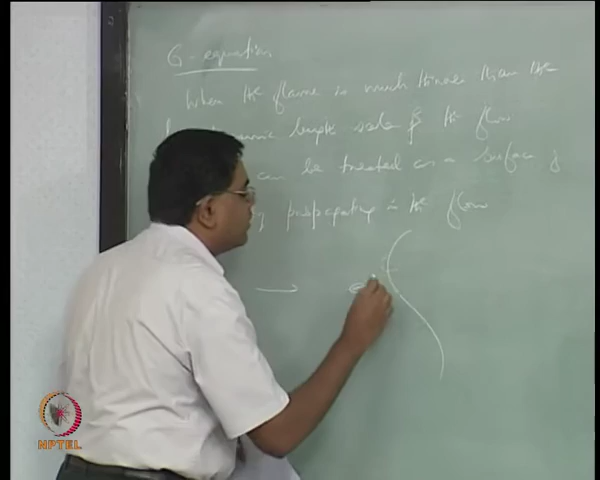 G-equation
When the flame is much thinner than the
length scale of the flow
can be treated as a surface
propagating in the flow
NPTEL